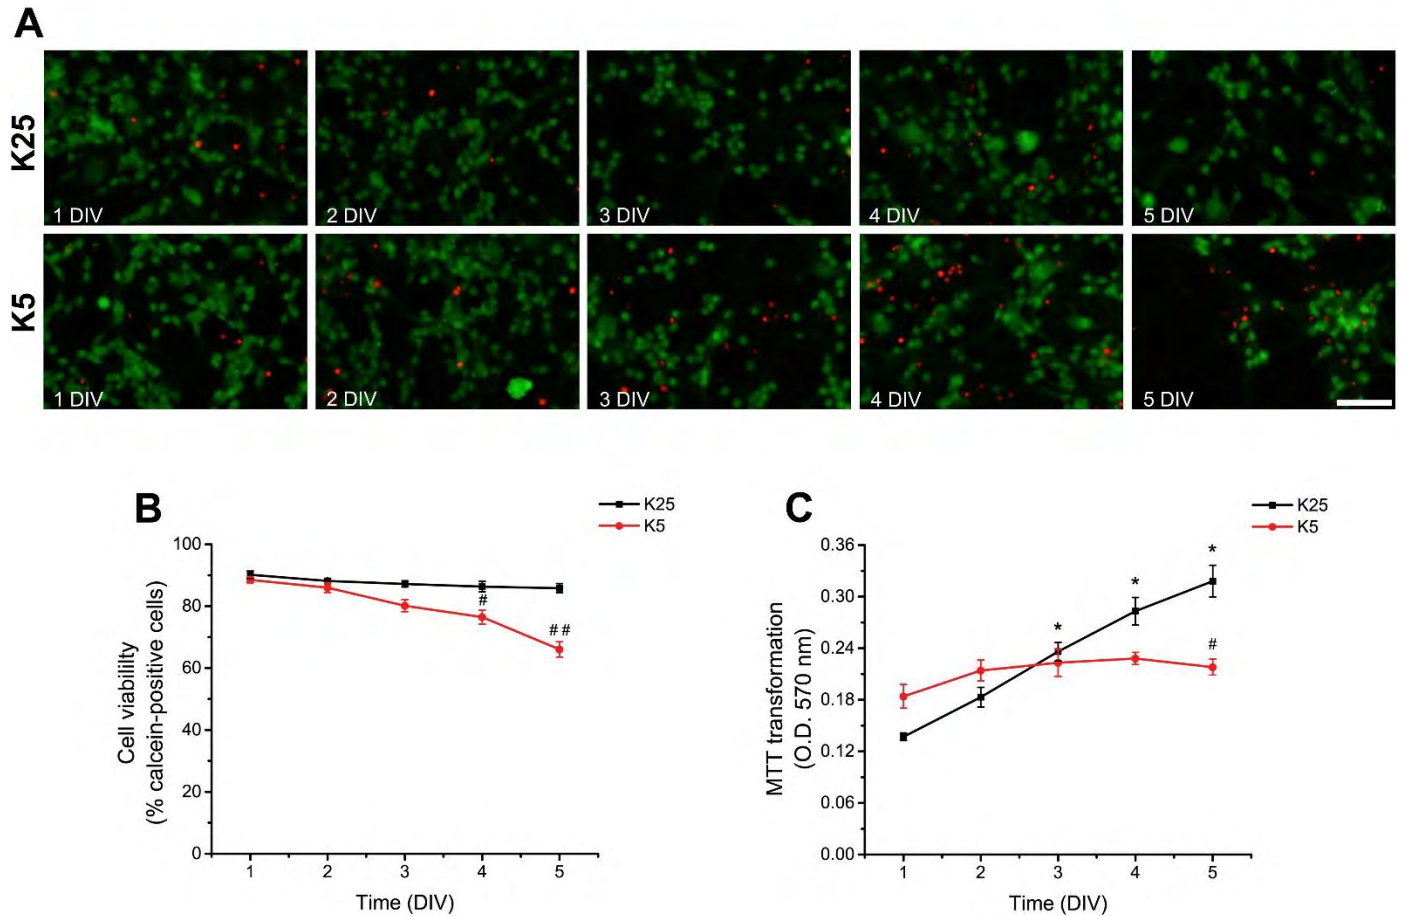 A
K25
1 DIV
2 DIV
3 DIV
4 DIV
5 DIV
K5
1 DIV
2 DIV
3 DIV
4 DIV
5 DIV
B
K25
K5
100
80
60
40
20
0
Cell viability
(% calcein-positive cells)
#
##
1
2
3
4
5
Time (DIV)
C
K25
K5
0.36
0.30
0.24
0.18
0.12
0.06
0.00
MTT transformation
(O.D. 570 nm)
*
*
*
#
1
2
3
4
5
Time (DIV)